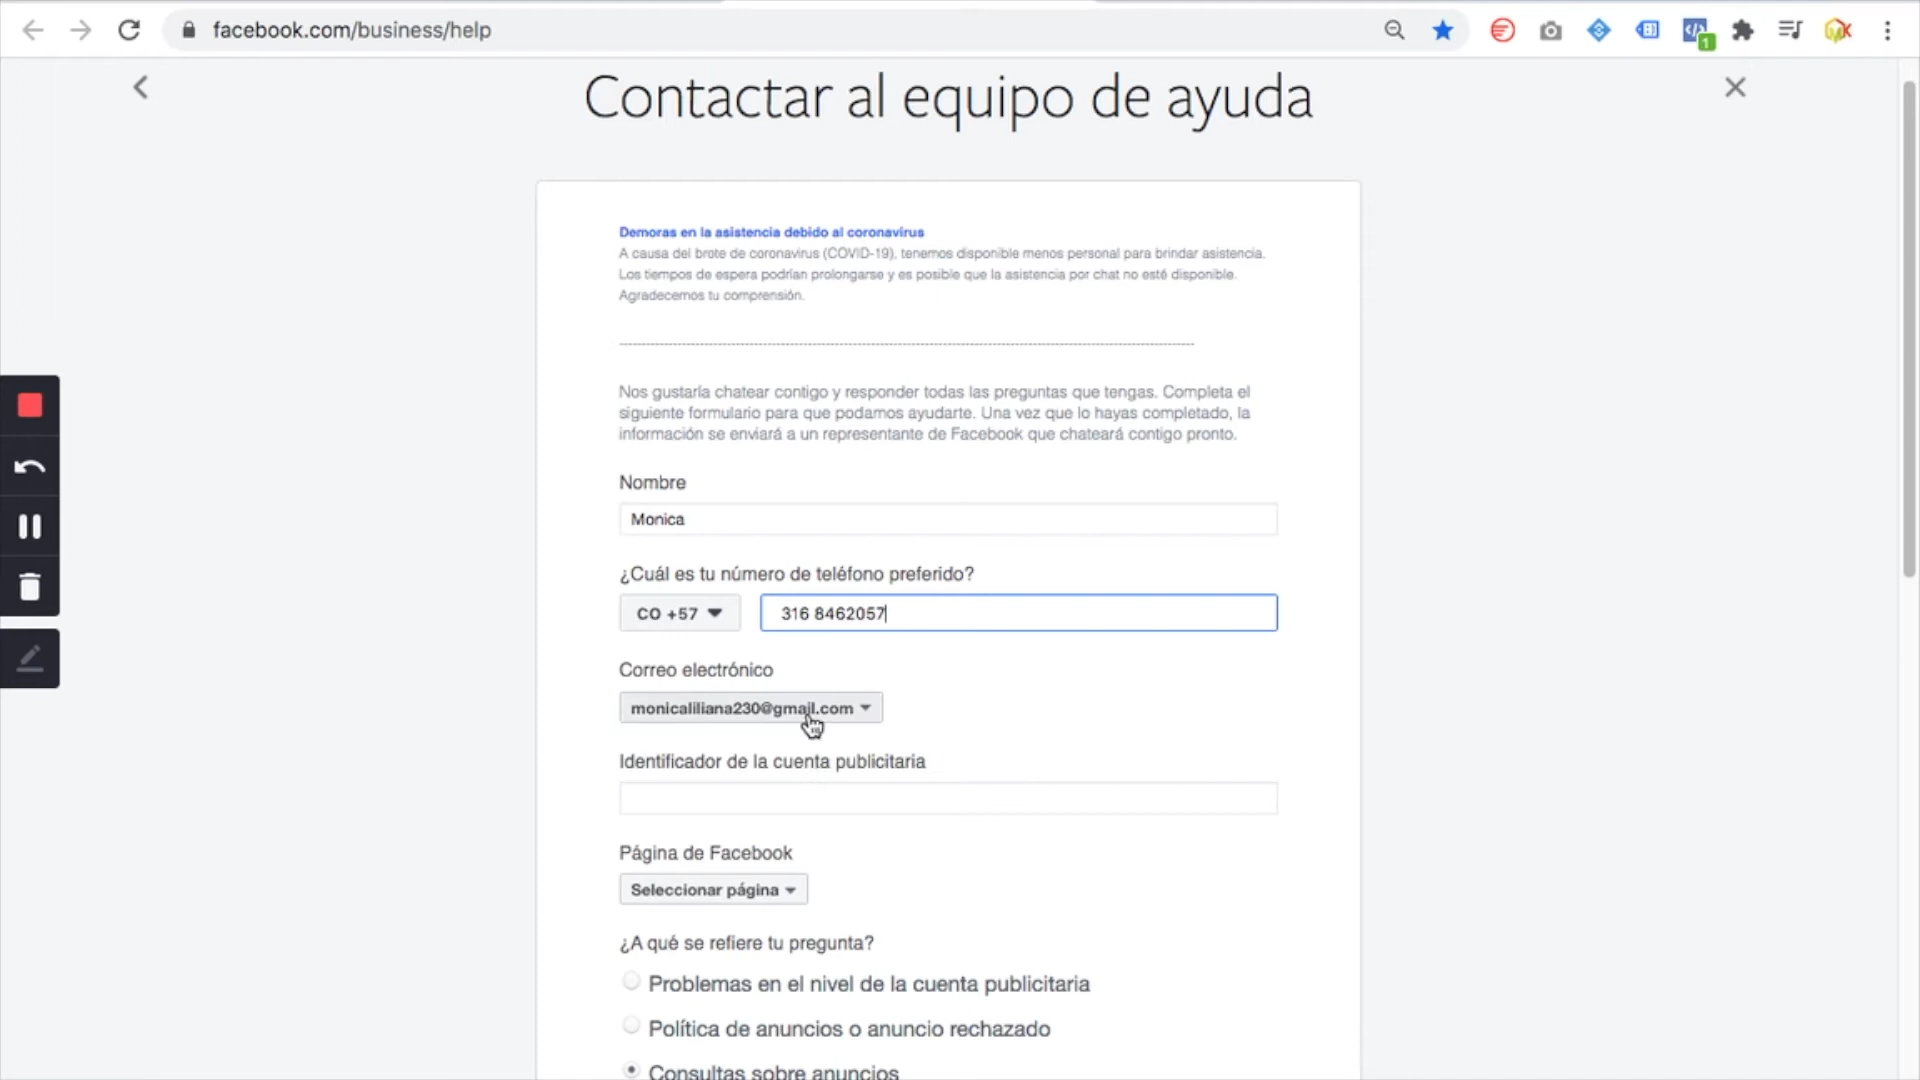 facebook.com/business/help
1
Contactar al equipo de ayuda
Demoras en la asistencia debido al coronavirus
A causa del brote de coronavirus (COVID-19), tenemos disponible menos personal para brindar asistencia.
Los tiempos de espera podrían prolongarse y es posible que la asistencia por chat no esté disponible.
Agradecemos tu comprensión.
Nos gustaría chatear contigo y responder todas las preguntas que tengas. Completa el
siguiente formulario para que podamos ayudarte. Una vez que lo hayas completado, la
información se enviará a un representante de Facebook que chateará contigo pronto.
Nombre
Monica
¿Cuál es tu número de teléfono preferido?
CO +57 316 8462057
Correo electrónico
monicaliliana230@gmail.com
Identificador de la cuenta publicitaria
Página de Facebook
Seleccionar página
¿A qué se refiere tu pregunta?
Problemas en el nivel de la cuenta publicitaria
Política de anuncios o anuncio rechazado
Consultas sobre anuncios